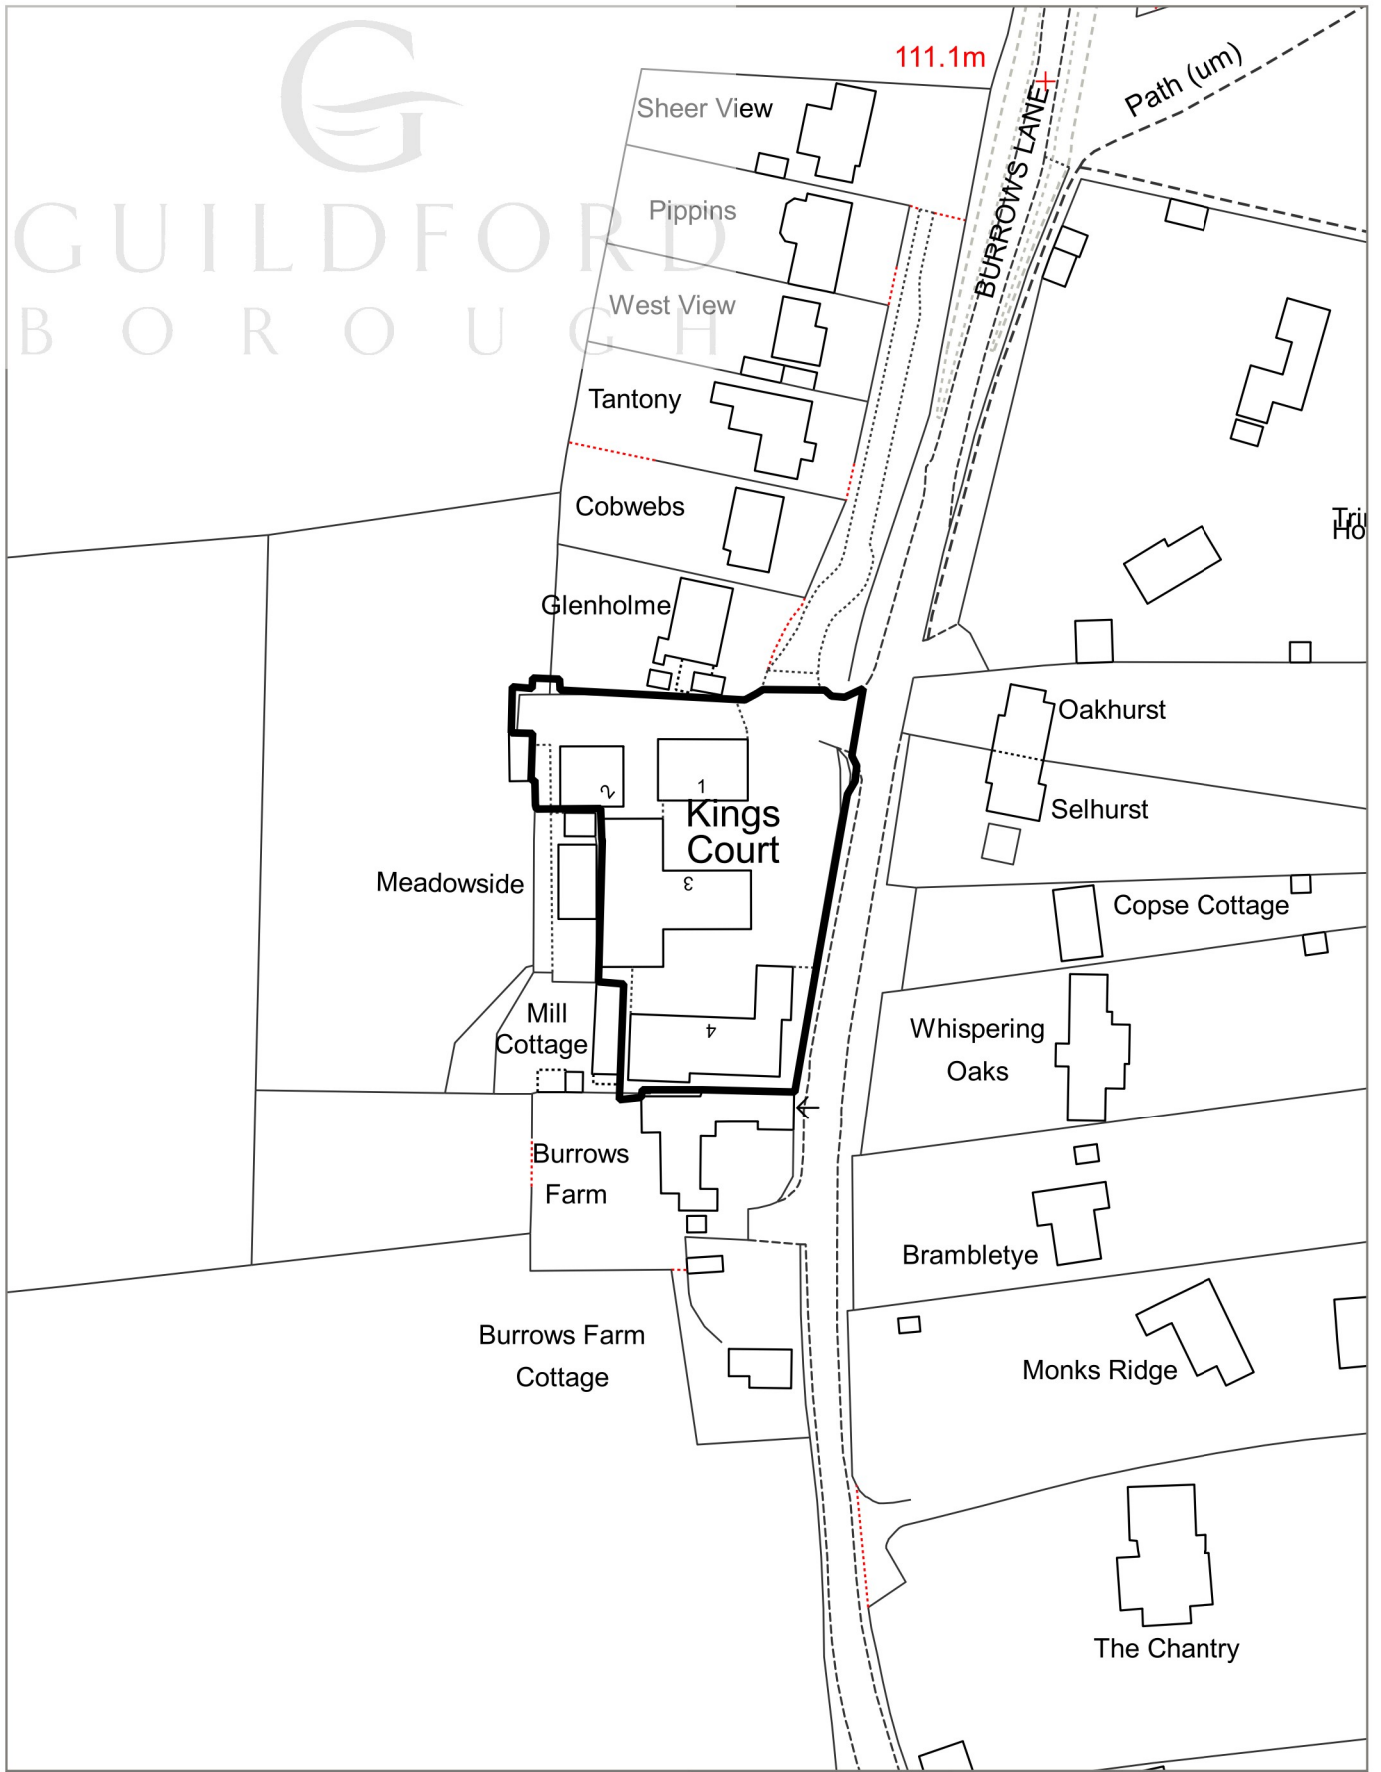 GUILDFORD
BOROUGH
111.1m
Path (um)
BURROWS LANE
Sheer View
Pippins
West View
Tantony
Cobwebs
Glenholme
Oakhurst
Selhurst
2
1
Kings
Court
3
Meadowside
Copse Cottage
Mill
Cottage
4
Whispering
Oaks
Burrows
Farm
Brambletye
Burrows Farm
Cottage
Monks Ridge
The Chantry